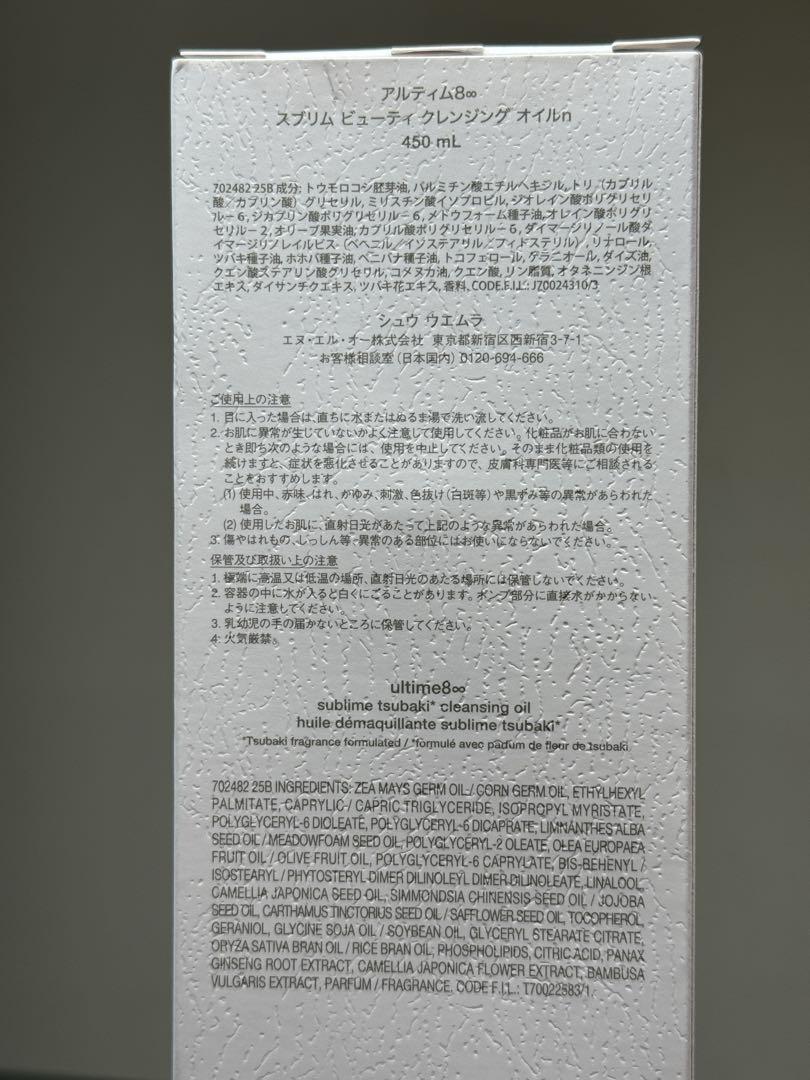 アルティム8∞
スブリム ビューティ クレンジング オイルn
450 mL
702482 25B 成分: トウモロコシ胚芽油, パルミチン酸エチルヘキシル, トリ（カプリル
酸／カプリン酸）グリセリル, ミリスチン酸イソプロピル, ジオレイン酸ポリグリセリ
ル－6, ジカプリン酸ポリグリセリル－6, メドウフォーム種子油, オレイン酸ポリグリ
セリル－2, オリーブ果実油, カプリル酸ポリグリセリル－6, ダイマージリノール酸ダ
イマージリノレイルビス（ベヘニル／イソステアリル／フィトステリル）, リナロール,
ツバキ種子油, ホホバ種子油, ベニバナ種子油, トコフェロール, ゲラニオール, ダイズ油,
クエン酸ステアリン酸グリセリル, コメヌカ油, クエン酸, リン脂質, オタネニンジン根
エキス, ダイサンチクエキス, ツバキ花エキス, 香料, CODE F.I.L.: J70024310/3
シュウ ウエムラ
エヌ・エル・オー株式会社 東京都新宿区西新宿3-7-1
お客様相談室（日本国内）0120-694-666
ご使用上の注意
1. 目に入った場合は、直ちに水またはぬるま湯で洗い流してください。
2. お肌に異常が生じていないかよく注意して使用してください。化粧品がお肌に合わない
とき即ち次のような場合には、使用を中止してください。そのまま化粧品類の使用を
続けますと、症状を悪化させることがありますので、皮膚科専門医等にご相談される
ことをおすすめします。
(1) 使用中、赤味、はれ、かゆみ、刺激、色抜け（白斑等）や黒ずみ等の異常があらわれた
場合。
(2) 使用したお肌に、直射日光があたって上記のような異常があらわれた場合。
3. 傷やはれもの、しっしん等、異常のある部位にはお使いにならないでください。
保管及び取扱い上の注意
1. 極端に高温又は低温の場所、直射日光のあたる場所には保管しないでください。
2. 容器の中に水が入ると白くにごることがあります。ポンプ部分に直接水がかからない
ように注意してください。
3. 乳幼児の手の届かないところに保管してください。
4. 火気厳禁。
ultime8∞
sublime tsubaki* cleansing oil
huile démaquillante sublime tsubaki*
*Tsubaki fragrance formulated / *formulé avec parfum de fleur de tsubaki
702482 25B INGREDIENTS: ZEA MAYS GERM OIL / CORN GERM OIL, ETHYLHEXYL
PALMITATE, CAPRYLIC / CAPRIC TRIGLYCERIDE, ISOPROPYL MYRISTATE,
POLYGLYCERYL-6 DIOLEATE, POLYGLYCERYL-6 DICAPRATE, LIMNANTHES ALBA
SEED OIL / MEADOWFOAM SEED OIL, POLYGLYCERYL-2 OLEATE, OLEA EUROPAEA
FRUIT OIL / OLIVE FRUIT OIL, POLYGLYCERYL-6 CAPRYLATE, BIS-BEHENYL /
ISOSTEARYL / PHYTOSTERYL DIMER DILINOLEYL DIMER DILINOLEATE, LINALOOL,
CAMELLIA JAPONICA SEED OIL, SIMMONDSIA CHINENSIS SEED OIL / JOJOBA
SEED OIL, CARTHAMUS TINCTORIUS SEED OIL / SAFFLOWER SEED OIL, TOCOPHEROL,
GERANIOL, GLYCINE SOJA OIL / SOYBEAN OIL, GLYCERYL STEARATE CITRATE,
ORYZA SATIVA BRAN OIL / RICE BRAN OIL, PHOSPHOLIPIDS, CITRIC ACID, PANAX
GINSENG ROOT EXTRACT, CAMELLIA JAPONICA FLOWER EXTRACT, BAMBUSA
VULGARIS EXTRACT, PARFUM / FRAGRANCE. CODE F.I.L.: T70022583/1.